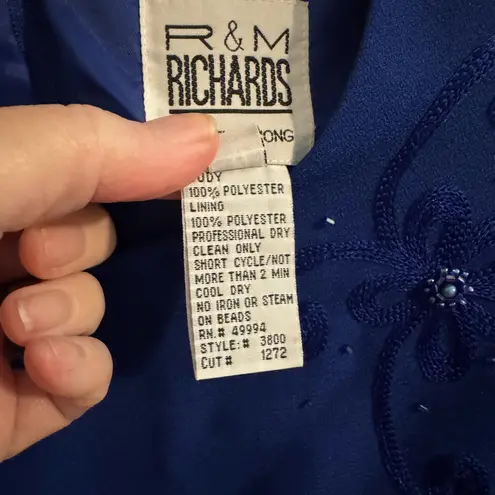 R & M
RICHARDS
ONG
ODY
100% POLYESTER
LINING
100% POLYESTER
PROFESSIONAL DRY
CLEAN ONLY
SHORT CYCLE/NOT
MORE THAN 2 MIN
COOL DRY
NO IRON OR STEAM
ON BEADS
RN.# 49994
STYLE:# 3800
CUT# 1272